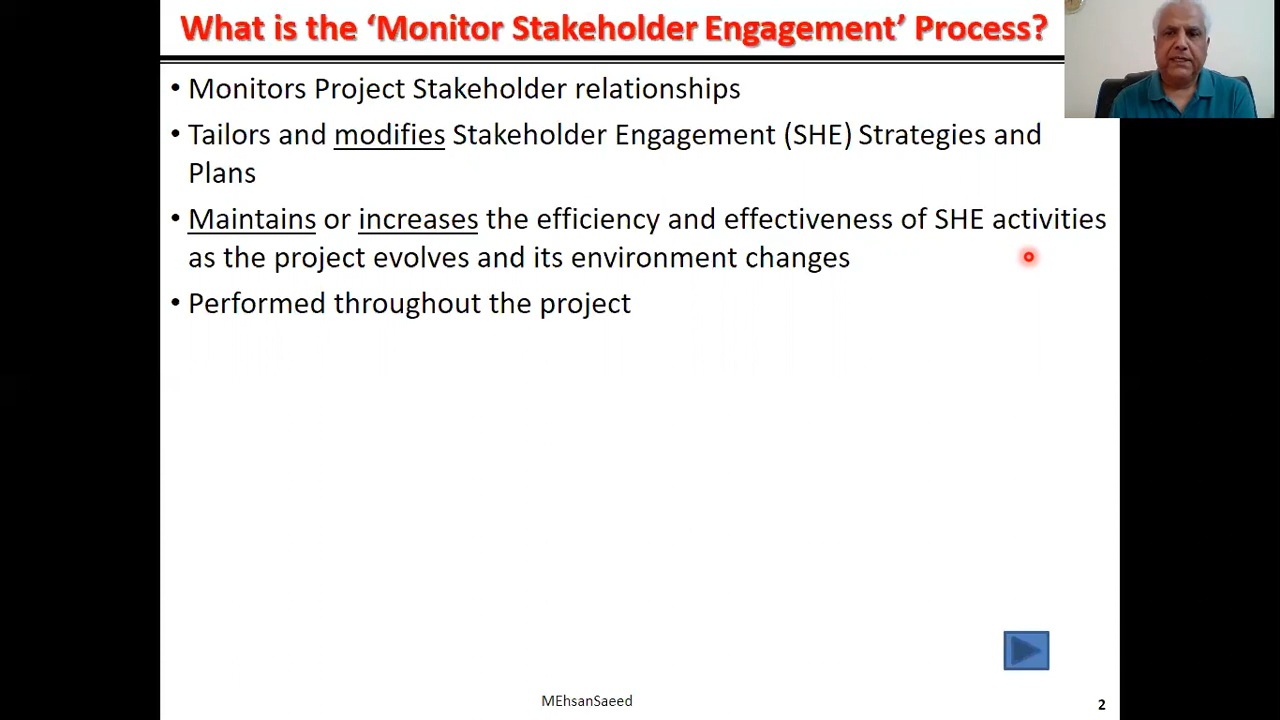 What is the ‘Monitor Stakeholder Engagement’ Process?
• Monitors Project Stakeholder relationships
• Tailors and modifies Stakeholder Engagement (SHE) Strategies and
Plans
• Maintains or increases the efficiency and effectiveness of SHE activities
as the project evolves and its environment changes
• Performed throughout the project
MEhsanSaeed
2